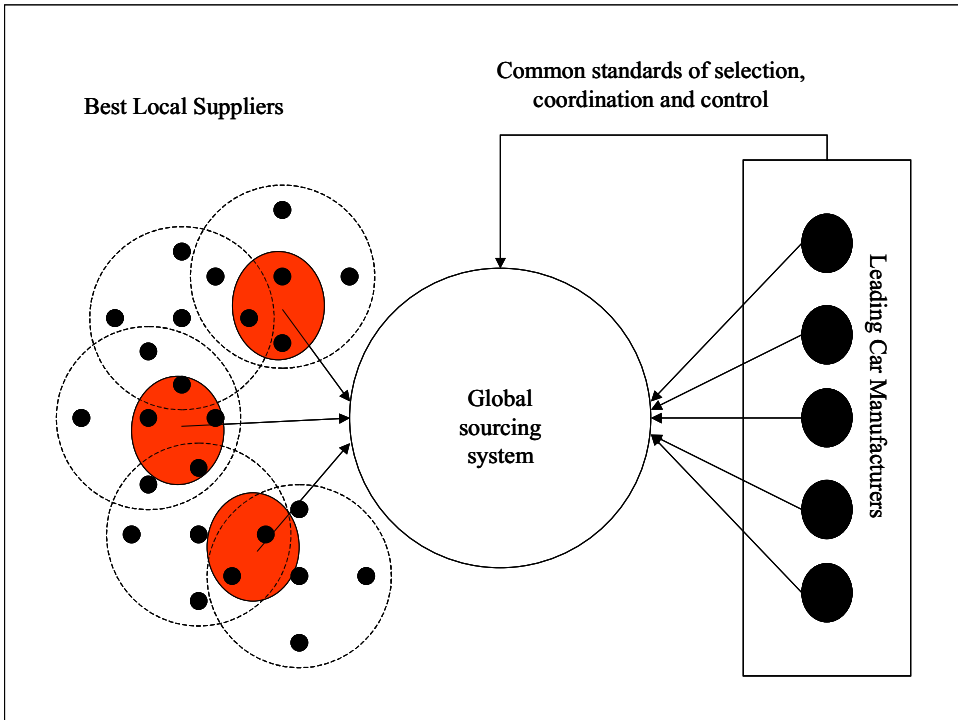 Common standards of selection,
coordination and control
Best Local Suppliers
Global
sourcing
system
Leading Car Manufacturers